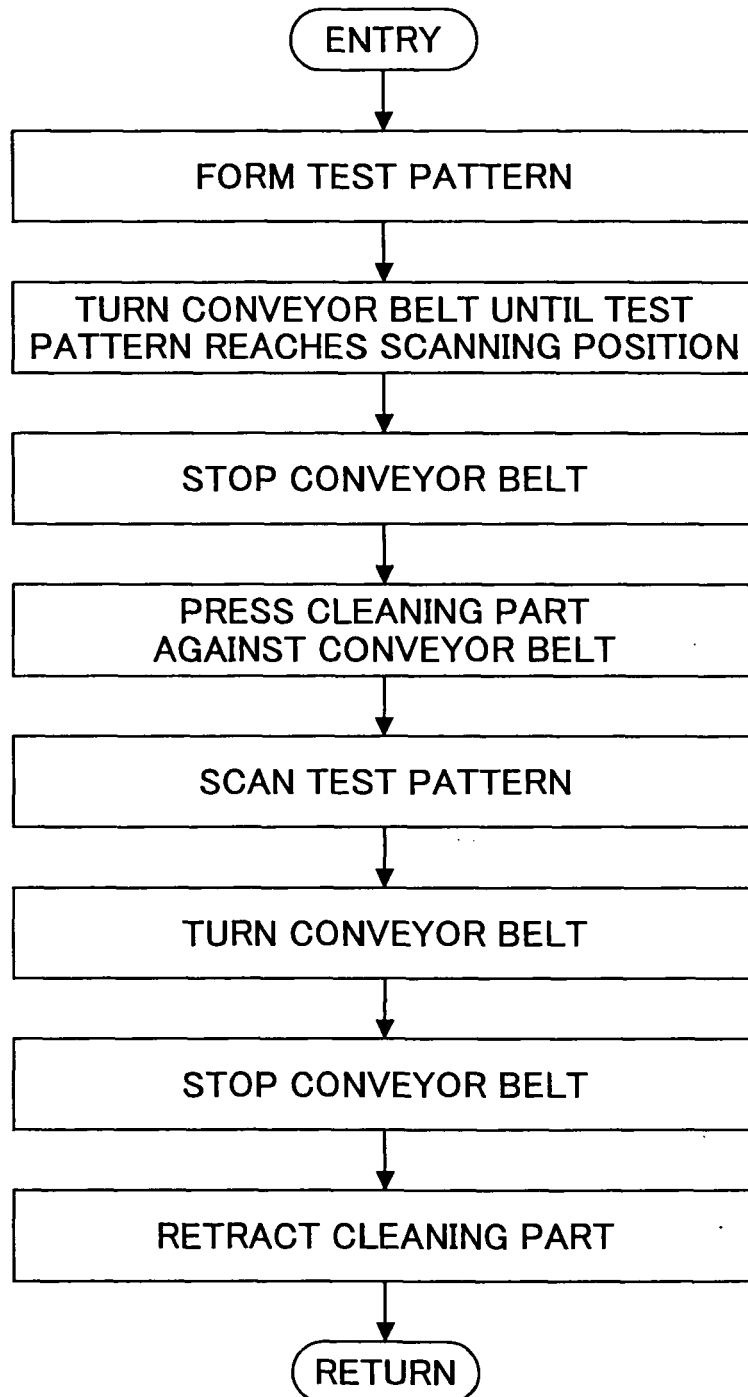 ENTRY
FORM TEST PATTERN
TURN CONVEYOR BELT UNTIL TEST
PATTERN REACHES SCANNING POSITION
STOP CONVEYOR BELT
PRESS CLEANING PART
AGAINST CONVEYOR BELT
SCAN TEST PATTERN
TURN CONVEYOR BELT
STOP CONVEYOR BELT
RETRACT CLEANING PART
RETURN